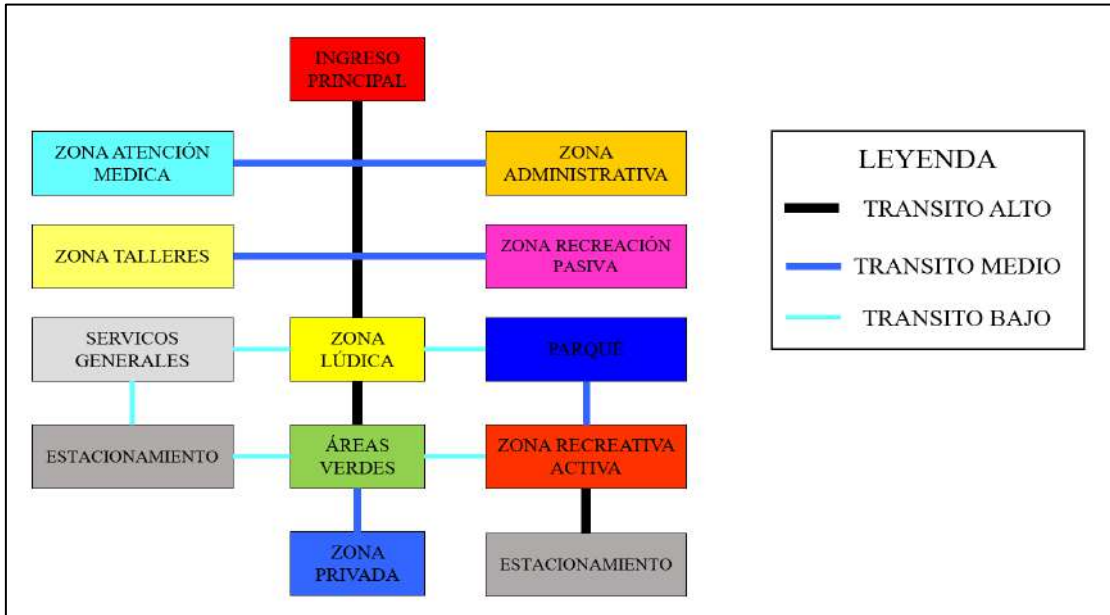 INGRESO
PRINCIPAL
ZONA ATENCIÓN
MEDICA
ZONA
ADMINISTRATIVA
ZONA TALLERES
ZONA RECREACIÓN
PASIVA
SERVICOS
GENERALES
ZONA
LÚDICA
PARQUE
ESTACIONAMIENTO
ÁREAS
VERDES
ZONA RECREATIVA
ACTIVA
ZONA
PRIVADA
ESTACIONAMIENTO
LEYENDA
TRANSITO ALTO
TRANSITO MEDIO
TRANSITO BAJO